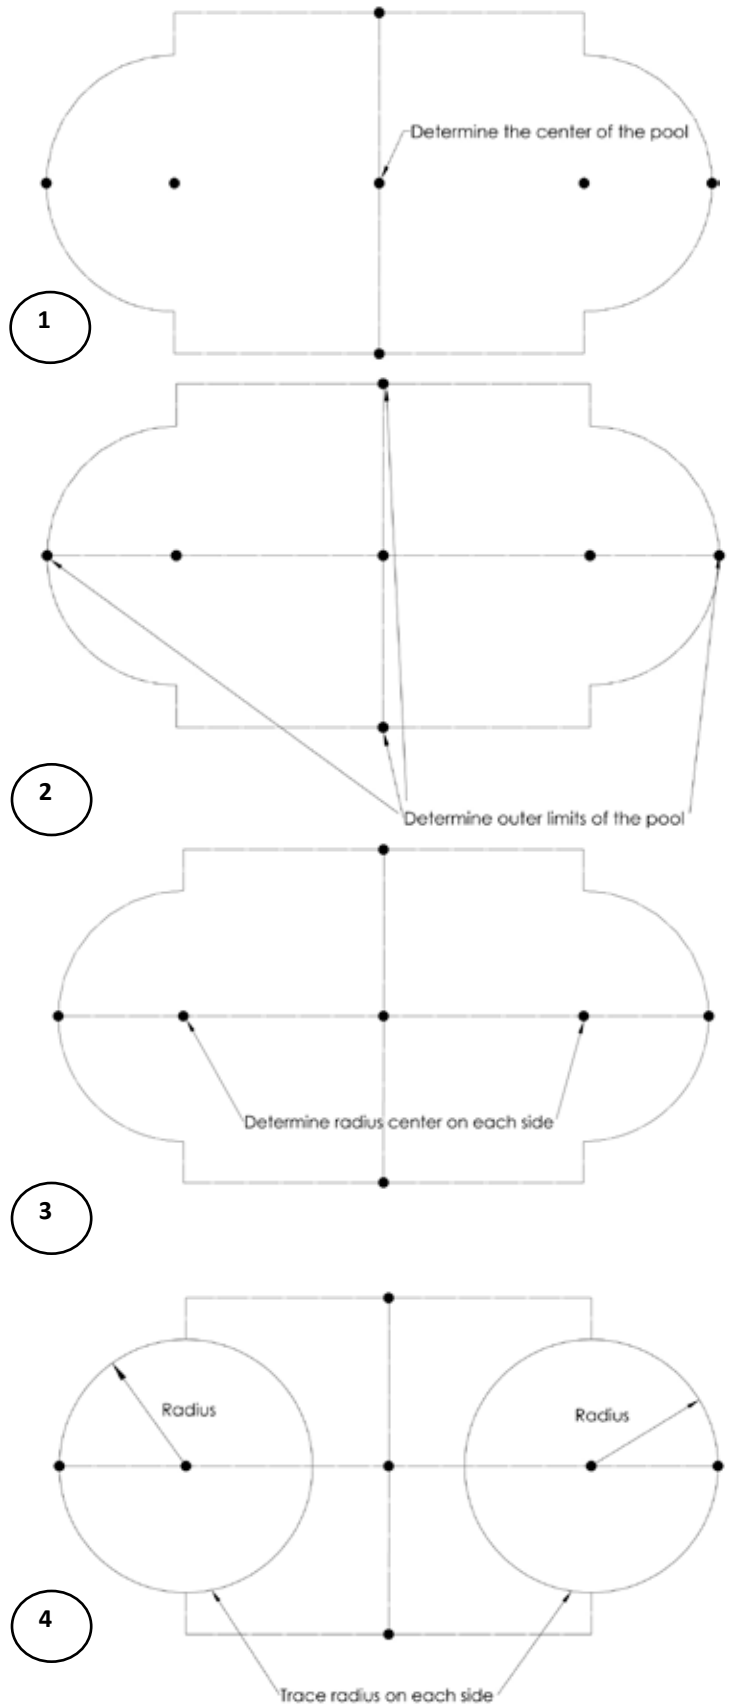 Determine the center of the pool
1
2
Determine outer limits of the pool
Determine radius center on each side
3
Radius
Radius
4
Trace radius on each side